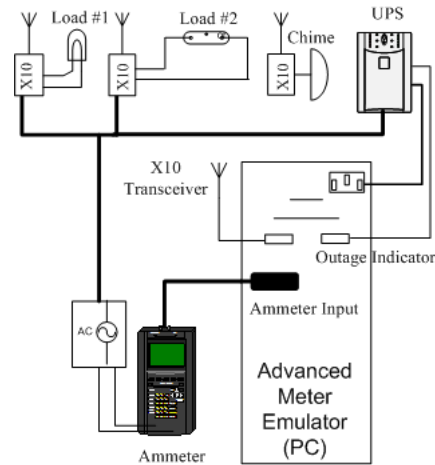 Load #1
Load #2
UPS
Chime
X10
X10
X10
X10
Transceiver
Outage Indicator
Ammeter Input
AC
Advanced
Meter
Emulator
(PC)
Ammeter